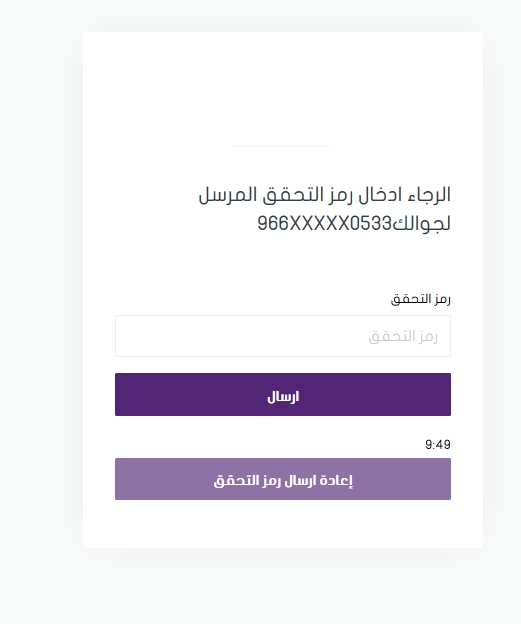 الرجاء ادخال رمز التحقق المرسل
لجوالك966XXXXX0533
رمز التحقق
رمز التحقق
ارسال
9:49
إعادة ارسال رمز التحقق